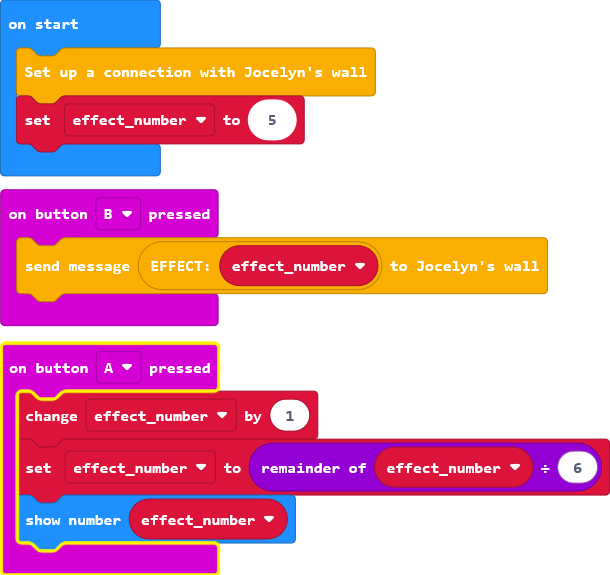 on start
Set up a connection with Jocelyn's wall
set effect_number to 5
on button B pressed
send message EFFECT: effect_number to Jocelyn's wall
on button A pressed
change effect_number by 1
set effect_number to remainder of effect_number ÷ 6
show number effect_number